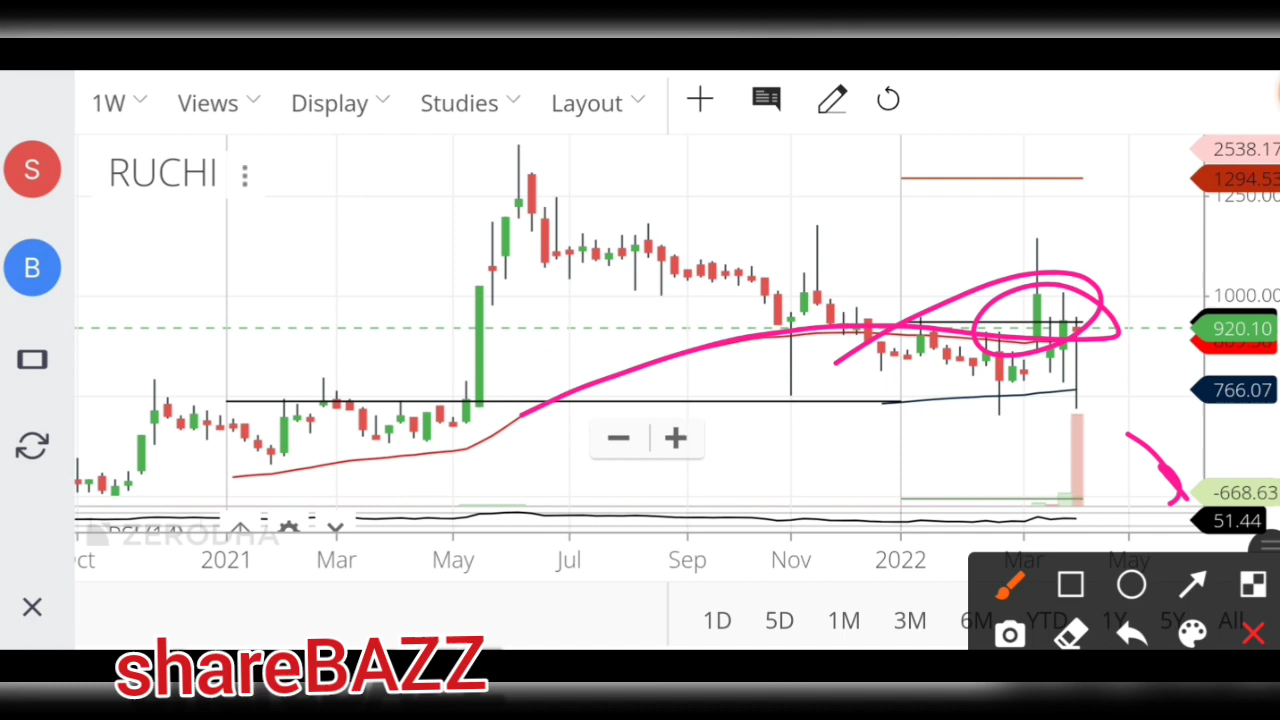 1W Views Display Studies Layout
RUCHI
S
B
2538.17
1294.53
1250.00
1000.00
920.10
766.07
-668.63
51.44
ZERODHA
2021 Mar May Jul Sep Nov 2022 Mar May
1D 5D 1M 3M 6M YTD 1Y 5Y All
shareBAZZ